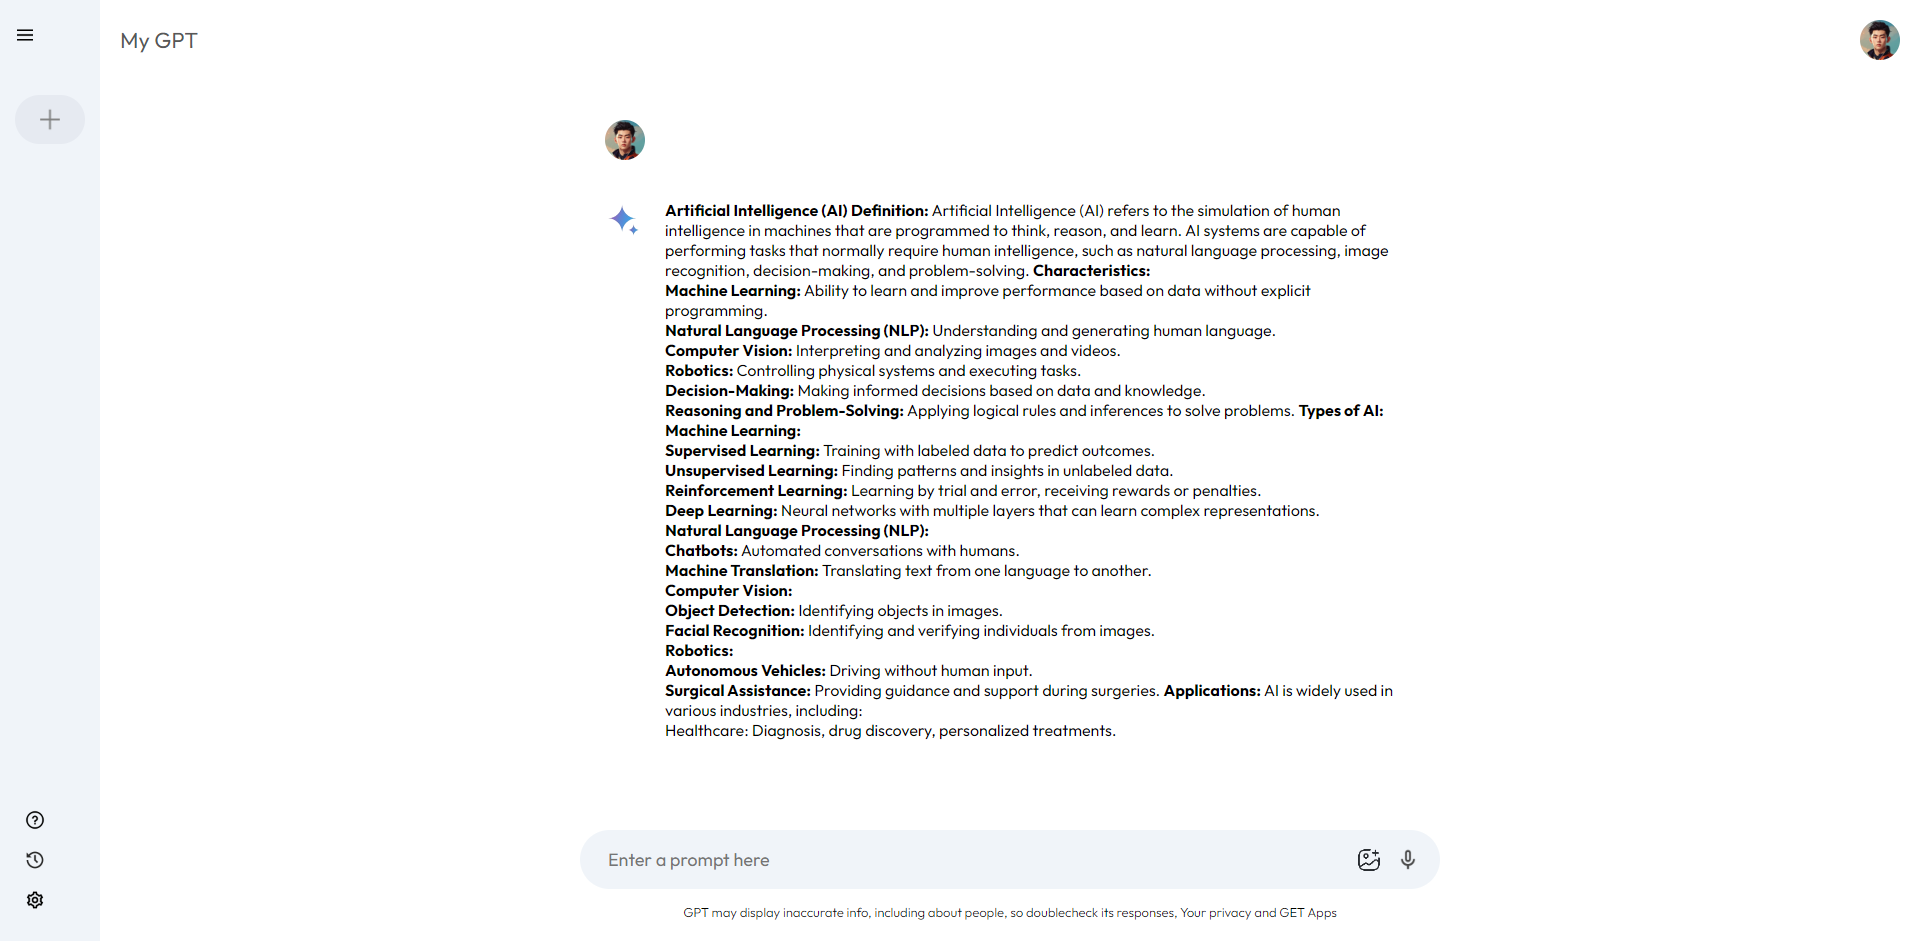 My GPT
Artificial Intelligence (AI) Definition: Artificial Intelligence (AI) refers to the simulation of human
intelligence in machines that are programmed to think, reason, and learn. AI systems are capable of
performing tasks that normally require human intelligence, such as natural language processing, image
recognition, decision-making, and problem-solving. Characteristics:
Machine Learning: Ability to learn and improve performance based on data without explicit
programming.
Natural Language Processing (NLP): Understanding and generating human language.
Computer Vision: Interpreting and analyzing images and videos.
Robotics: Controlling physical systems and executing tasks.
Decision-Making: Making informed decisions based on data and knowledge.
Reasoning and Problem-Solving: Applying logical rules and inferences to solve problems. Types of AI:
Machine Learning:
Supervised Learning: Training with labeled data to predict outcomes.
Unsupervised Learning: Finding patterns and insights in unlabeled data.
Reinforcement Learning: Learning by trial and error, receiving rewards or penalties.
Deep Learning: Neural networks with multiple layers that can learn complex representations.
Natural Language Processing (NLP):
Chatbots: Automated conversations with humans.
Machine Translation: Translating text from one language to another.
Computer Vision:
Object Detection: Identifying objects in images.
Facial Recognition: Identifying and verifying individuals from images.
Robotics:
Autonomous Vehicles: Driving without human input.
Surgical Assistance: Providing guidance and support during surgeries. Applications: AI is widely used in
various industries, including:
Healthcare: Diagnosis, drug discovery, personalized treatments.
Enter a prompt here
GPT may display inaccurate info, including about people, so doublecheck its responses, Your privacy and GET Apps